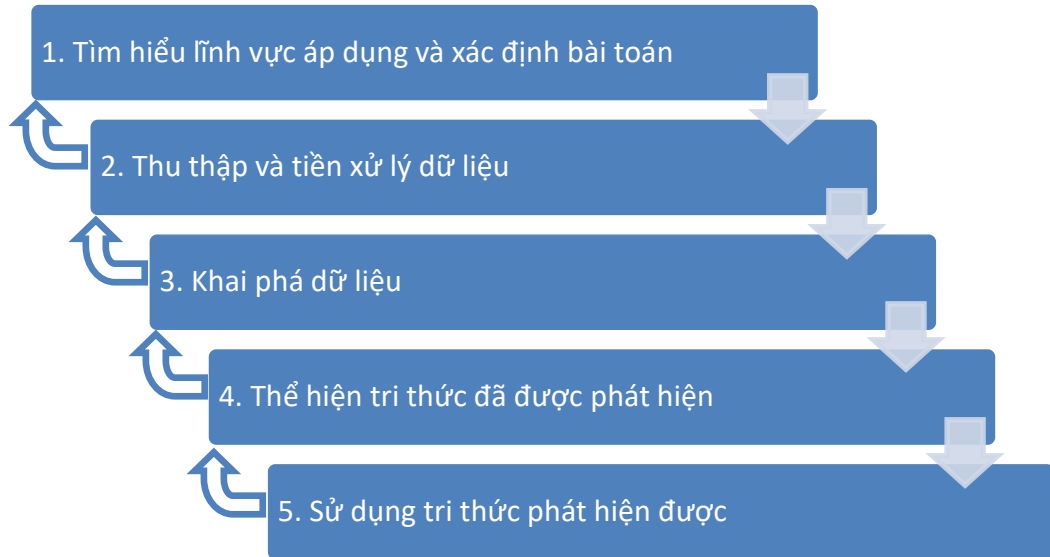 1. Tìm hiểu lĩnh vực áp dụng và xác định bài toán
2. Thu thập và tiền xử lý dữ liệu
3. Khai phá dữ liệu
4. Thể hiện tri thức đã được phát hiện
5. Sử dụng tri thức phát hiện được